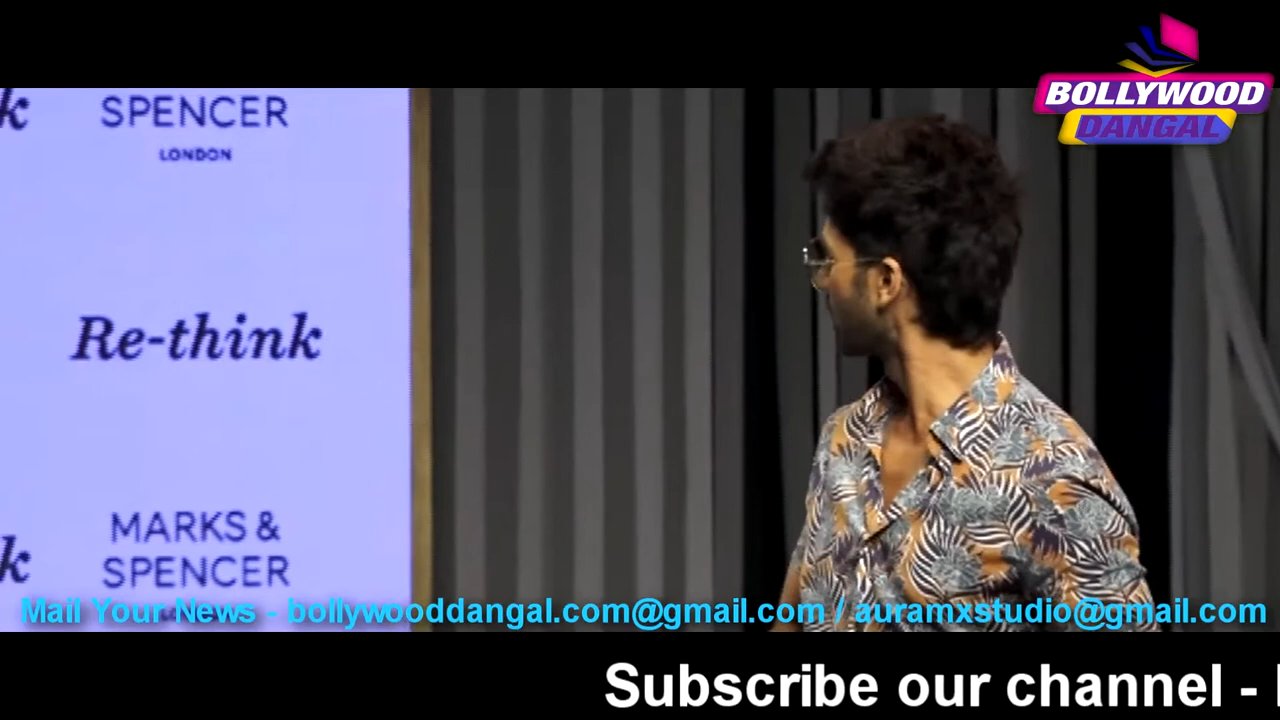 BOLLYWOOD
DANGAL
k
SPENCER
LONDON
Re-think
k
MARKS &
SPENCER
Mail Your News - bollywooddangal.com@gmail.com / auramxstudio@gmail.com
Subscribe our channel -